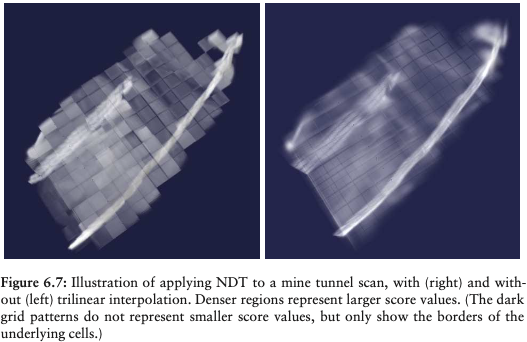 Figure 6.7: Illustration of applying NDT to a mine tunnel scan, with (right) and with-
out (left) trilinear interpolation. Denser regions represent larger score values. (The dark
grid patterns do not represent smaller score values, but only show the borders of the
underlying cells.)